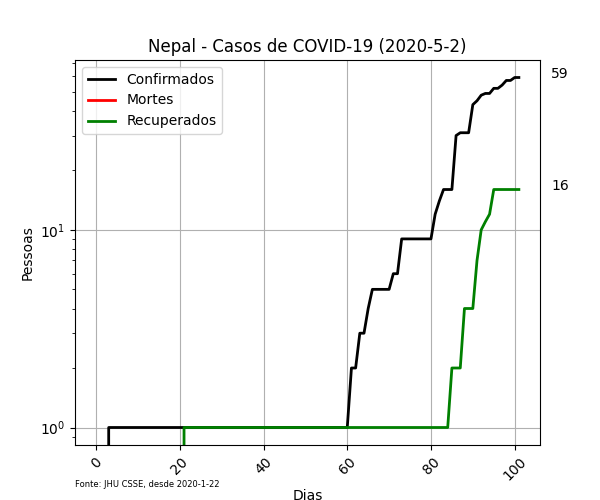 Nepal - Casos de COVID-19 (2020-5-2)
Confirmados
Mortes
Recuperados
59
16
10¹
10⁰
Pessoas
0 20 40 60 80 100
Fonte: JHU CSSE, desde 2020-1-22
Dias